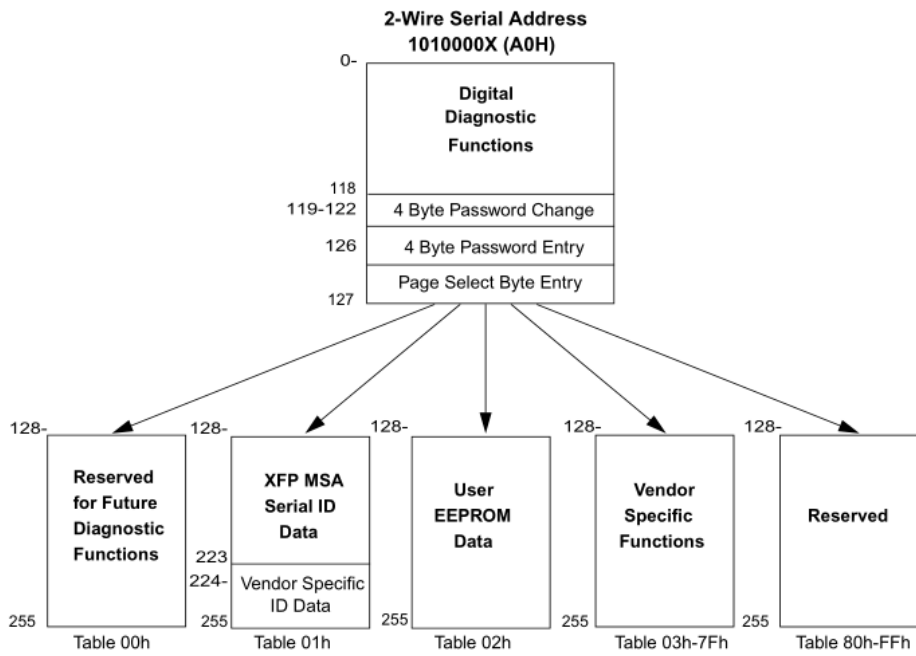 2-Wire Serial Address
1010000X (A0H)
0-
Digital
Diagnostic
Functions
118
119-122
4 Byte Password Change
126
4 Byte Password Entry
Page Select Byte Entry
127
128-
Reserved
for Future
Diagnostic
Functions
255
Table 00h
128-
XFP MSA
Serial ID
Data
223
224-
Vendor Specific
ID Data
255
Table 01h
128-
User
EEPROM
Data
255
Table 02h
128-
Vendor
Specific
Functions
255
Table 03h-7Fh
128-
Reserved
255
Table 80h-FFh